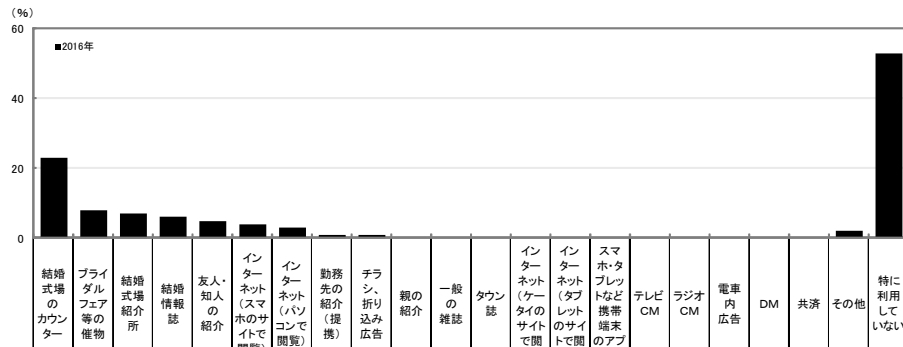 (%)
60
■2016年
40
20
0
結婚
式場
の
カウン
ター
ブライ
ダル
フェア
等の
催物
結婚
式場
紹介
所
結婚
情報
誌
友人・
知人
の
紹介
イン
ター
ネット
(スマ
ホのサ
イトで
閲覧)
イン
ター
ネット
(パソ
コンで
閲覧)
勤務
先の
紹介
(提
携)
チラ
シ、
折り
込み
広告
親の
紹介
一般
の
雑誌
タウン
誌
イン
ター
ネット
(ケー
タイの
サイト
で閲
イン
ター
ネット
(タブ
レット
のサイ
トで閲
スマ
ホ・タ
ブレッ
トなど
携帯
端末
のアプ
テレビ
CM
ラジオ
CM
電車
内
広告
DM
共済
その他
特に
利用
して
いない